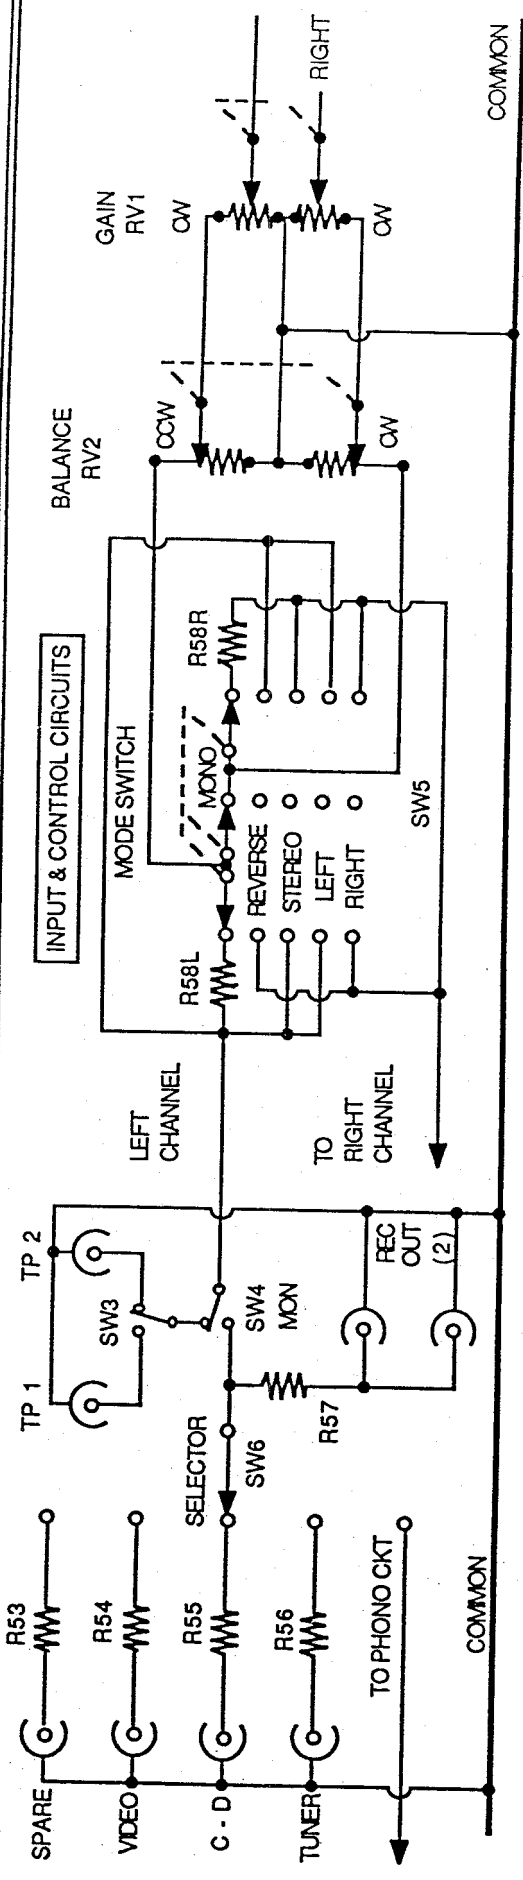 INPUT & CONTROL CIRCUITS
SPARE
R53
VIDEO
R54
C - D
R55
TUNER
R56
TO PHONO CKT
COMMON
SELECTOR
SW6
R57
TP 1
TP 2
SW3
SW4
MON
REC
OUT
(2)
LEFT
CHANNEL
TO
RIGHT
CHANNEL
MODE SWITCH
R58L
MONO
REVERSE
STEREO
LEFT
RIGHT
R58R
SW5
BALANCE
RV2
CCW
CW
GAIN
RV1
CW
CW
RIGHT
COMMON